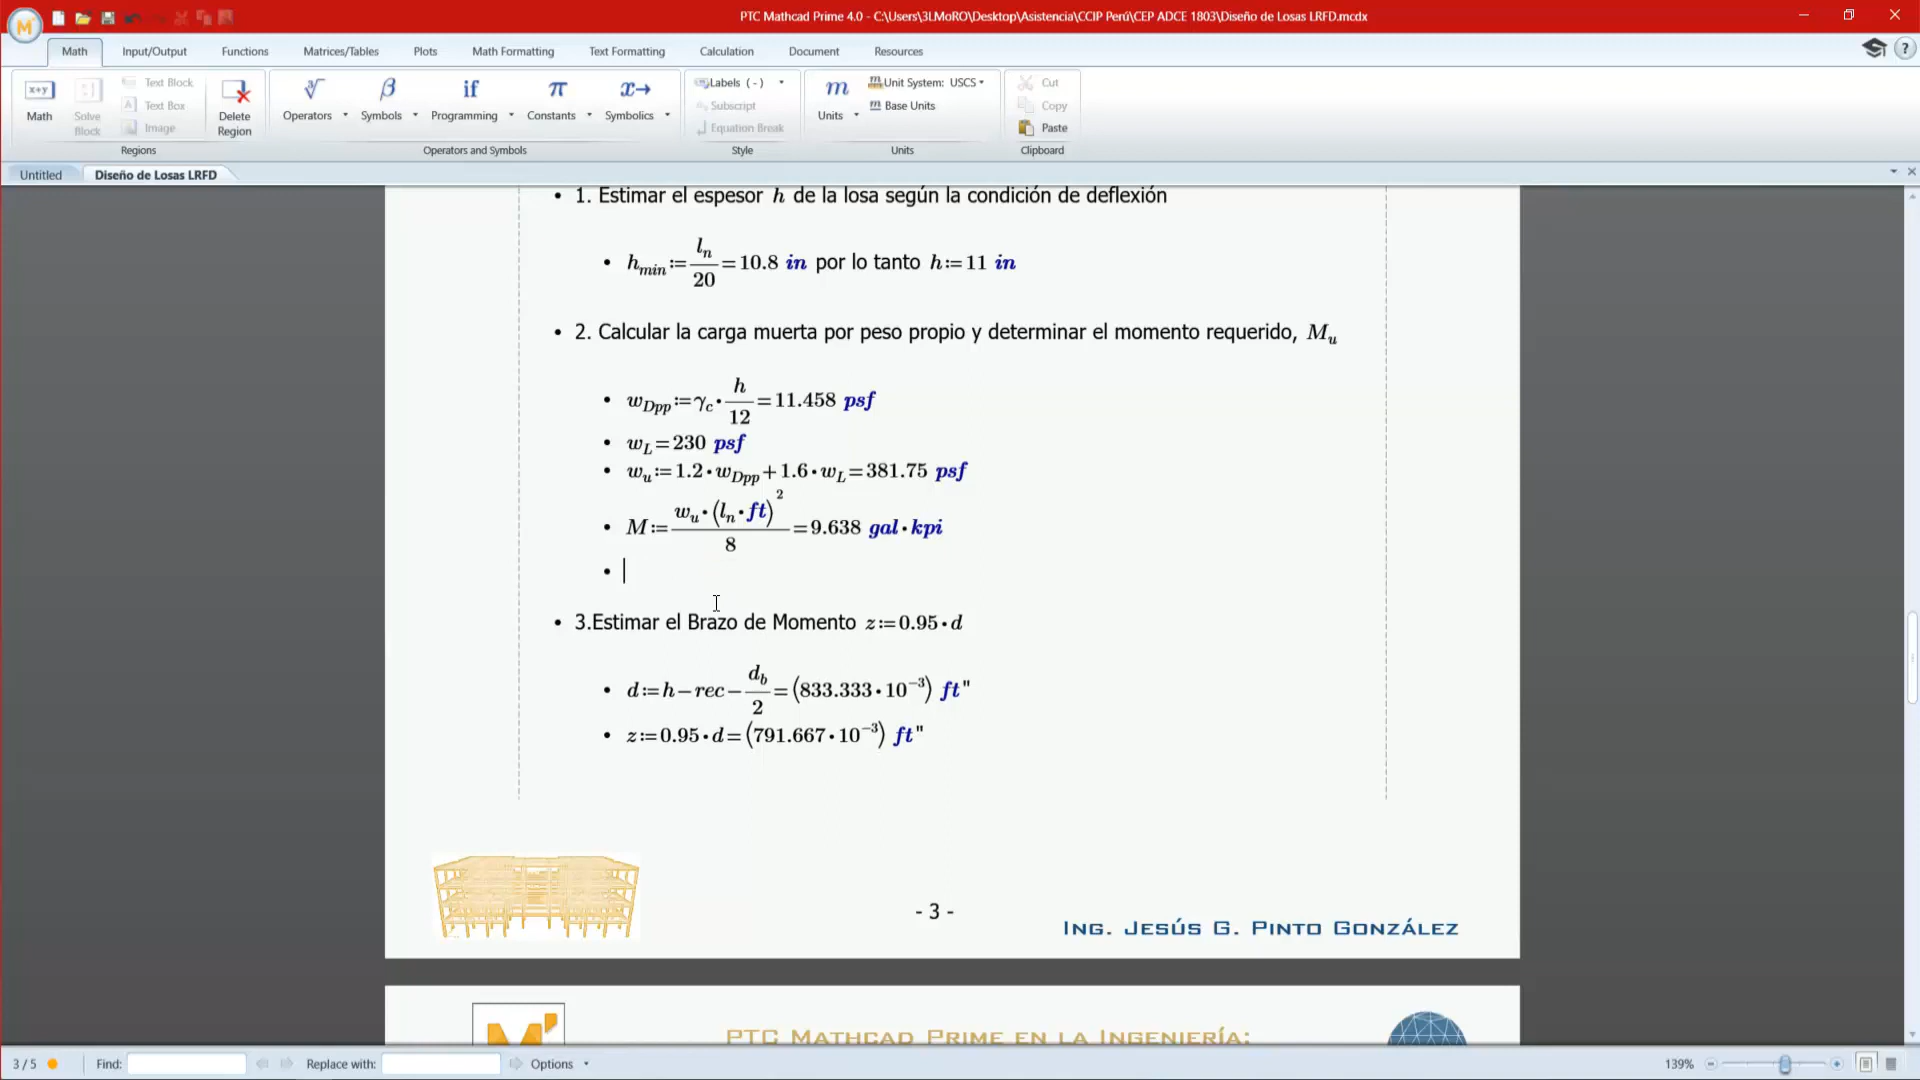 PTC Mathcad Prime 4.0 - C:\Users\3LMoRO\Desktop\Asistencia\CCIP Perú\CEP ADCE 1803\Diseño de Losas LRFD.mcdx
Math Input/Output Functions Matrices/Tables Plots Math Formatting Text Formatting Calculation Document Resources
Math
Solve Block
Text Block
Text Box
Image
Delete Region
Regions
Operators Symbols Programming Constants Symbolics
Operators and Symbols
Labels ( - )
Subscript
Equation Break
Style
Units
Unit System: USCS
Base Units
Units
Cut
Copy
Paste
Clipboard
Untitled Diseño de Losas LRFD
• 1. Estimar el espesor h de la losa según la condición de deflexión
• h_min := l_n/20 = 10.8 in por lo tanto h := 11 in
• 2. Calcular la carga muerta por peso propio y determinar el momento requerido, M_u
• w_Dpp := γ_c · h/12 = 11.458 psf
• w_L = 230 psf
• w_u := 1.2 · w_Dpp + 1.6 · w_L = 381.75 psf
• M := w_u · (l_n · ft)^2/8 = 9.638 gal · kpi
• 3.Estimar el Brazo de Momento z := 0.95 · d
• d := h − rec − d_b/2 = (833.333 · 10^−3) ft"
• z := 0.95 · d = (791.667 · 10^−3) ft"
- 3 -
Ing. Jesús G. Pinto González
PTC Mathcad Prime en la Ingeniería:
3 / 5 Find: Replace with: Options 139%